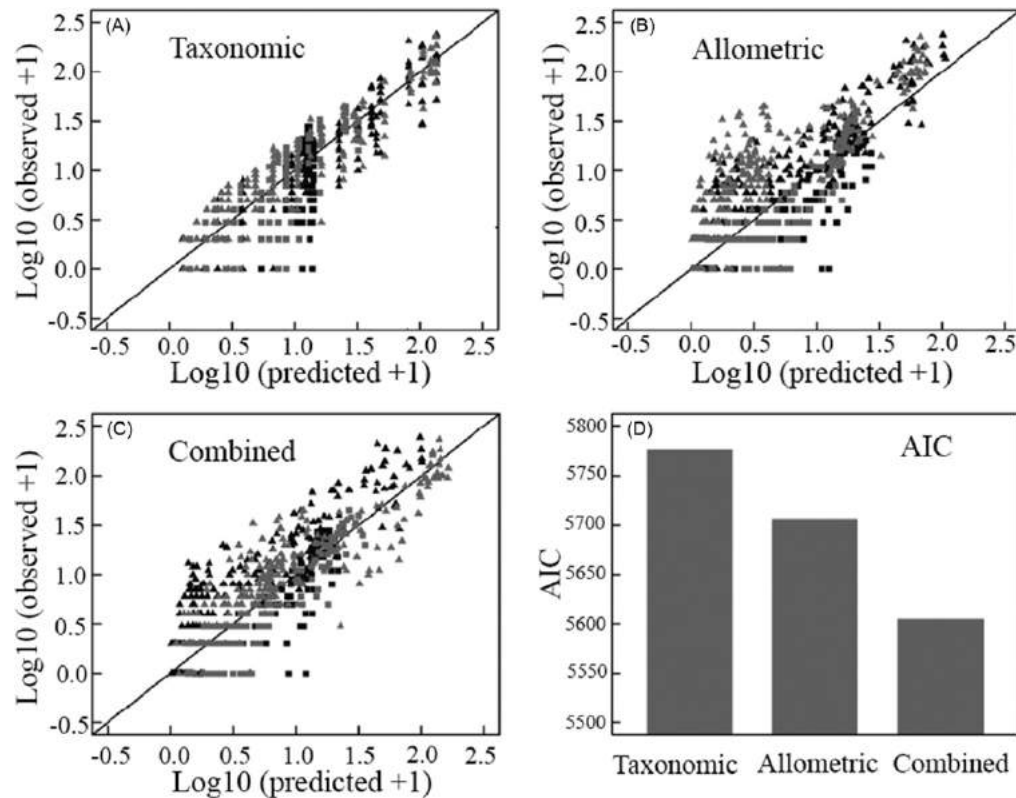 (A)
Taxonomic
2.5
2.0
1.5
1.0
0.5
0.0
-0.5
Log10 (observed +1)
-0.5 0.0 0.5 1.0 1.5 2.0 2.5
Log10 (predicted +1)
(B)
Allometric
2.5
2.0
1.5
1.0
0.5
0.0
-0.5
Log10 (observed +1)
-0.5 0.0 0.5 1.0 1.5 2.0 2.5
Log10 (predicted +1)
(C)
Combined
2.5
2.0
1.5
1.0
0.5
0.0
-0.5
Log10 (observed +1)
-0.5 0.0 0.5 1.0 1.5 2.0 2.5
Log10 (predicted +1)
(D)
AIC
5800
5750
5700
5650
5600
5550
5500
AIC
Taxonomic Allometric Combined